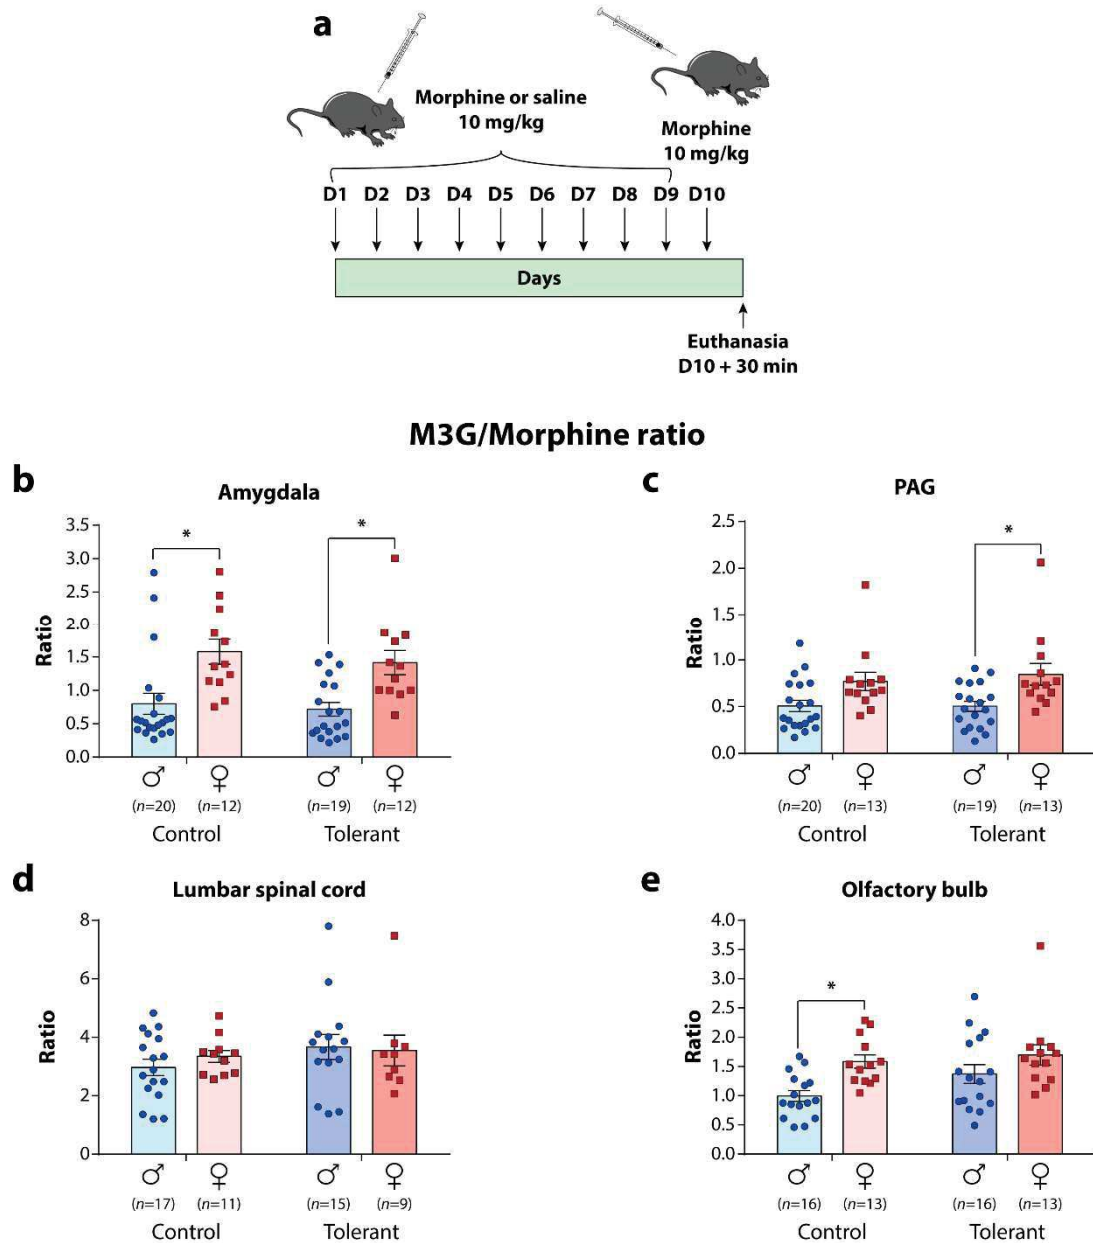 a
Morphine or saline
10 mg/kg
Morphine
10 mg/kg
D1 D2 D3 D4 D5 D6 D7 D8 D9 D10
Days
Euthanasia
D10 + 30 min
M3G/Morphine ratio
b
Amygdala
Ratio
3.5
3.0
2.5
2.0
1.5
1.0
0.5
0.0
*
*
♂ ♀ ♂ ♀
(n=20) (n=12) (n=19) (n=12)
Control Tolerant
c
PAG
Ratio
2.5
2.0
1.5
1.0
0.5
0.0
*
♂ ♀ ♂ ♀
(n=20) (n=13) (n=19) (n=13)
Control Tolerant
d
Lumbar spinal cord
Ratio
8
6
4
2
0
♂ ♀ ♂ ♀
(n=17) (n=11) (n=15) (n=9)
Control Tolerant
e
Olfactory bulb
Ratio
4.0
3.5
3.0
2.5
2.0
1.5
1.0
0.5
0.0
*
♂ ♀ ♂ ♀
(n=16) (n=13) (n=16) (n=13)
Control Tolerant